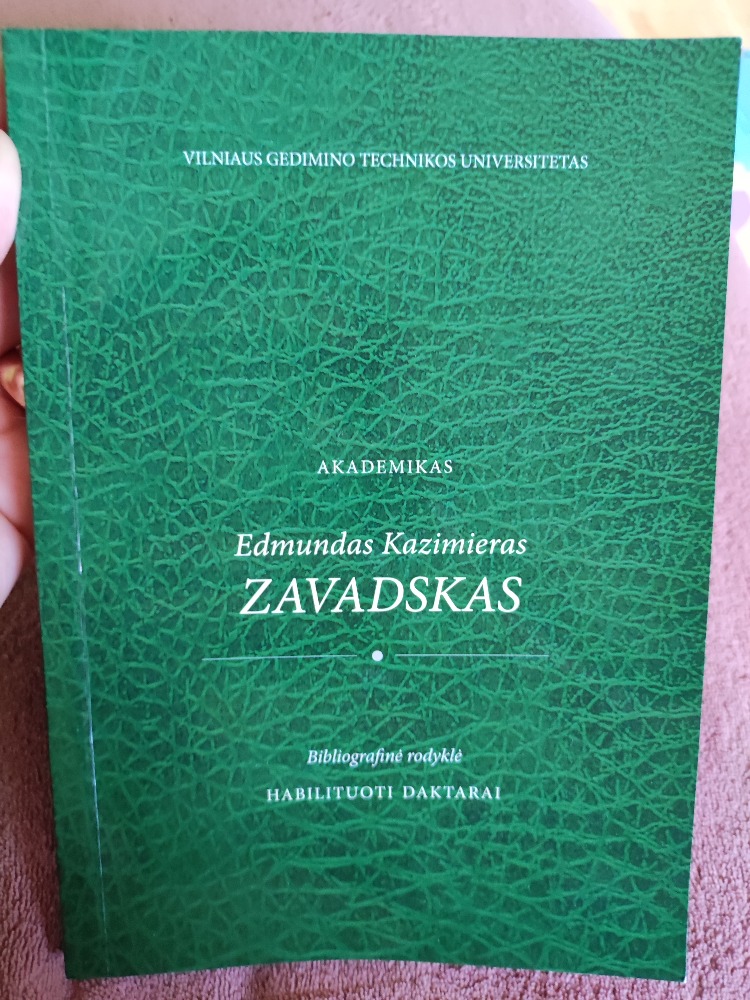 VILNIAUS GEDIMINO TECHNIKOS UNIVERSITETAS
AKADEMIKAS
Edmundas Kazimieras
ZAVADSKAS
Bibliografinė rodyklė
HABILITUOTI DAKTARAI